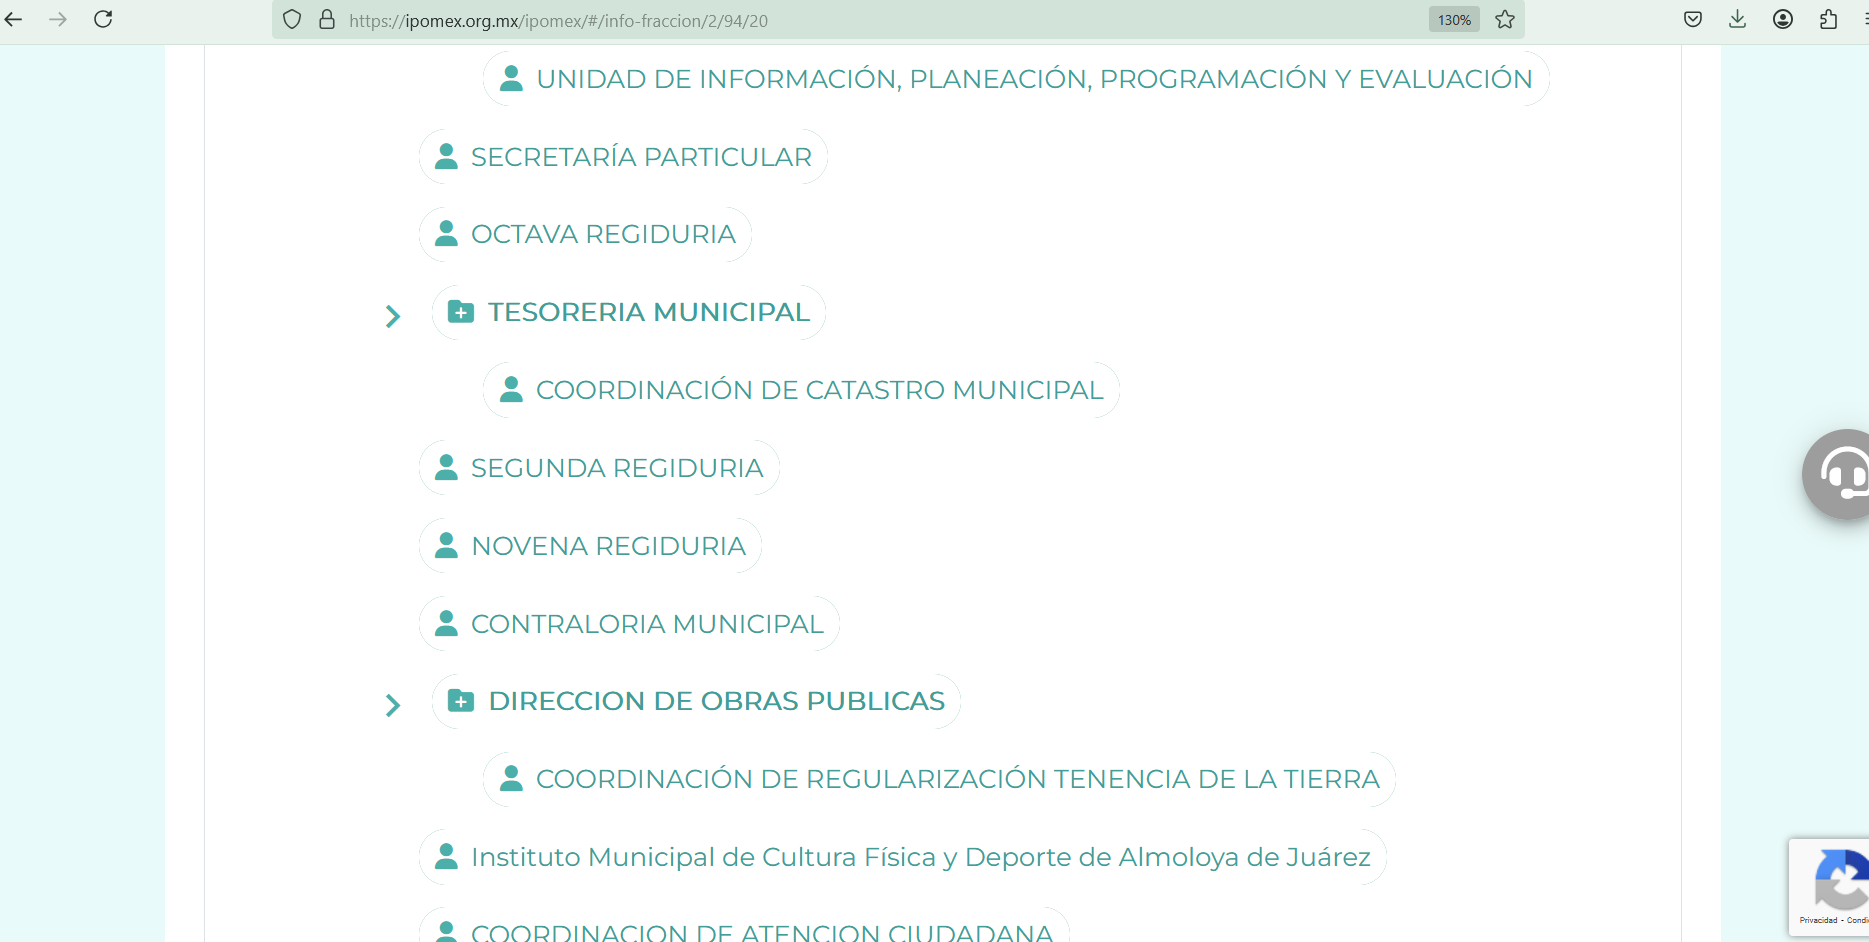 https://ipomex.org.mx/ipomex/#/info-fraccion/2/94/20
130%
UNIDAD DE INFORMACIÓN, PLANEACIÓN, PROGRAMACIÓN Y EVALUACIÓN
SECRETARÍA PARTICULAR
OCTAVA REGIDURIA
TESORERIA MUNICIPAL
COORDINACIÓN DE CATASTRO MUNICIPAL
SEGUNDA REGIDURIA
NOVENA REGIDURIA
CONTRALORIA MUNICIPAL
DIRECCION DE OBRAS PUBLICAS
COORDINACIÓN DE REGULARIZACIÓN TENENCIA DE LA TIERRA
Instituto Municipal de Cultura Física y Deporte de Almoloya de Juárez
COORDINACION DE ATENCION CIUDADANA
Privacidad -